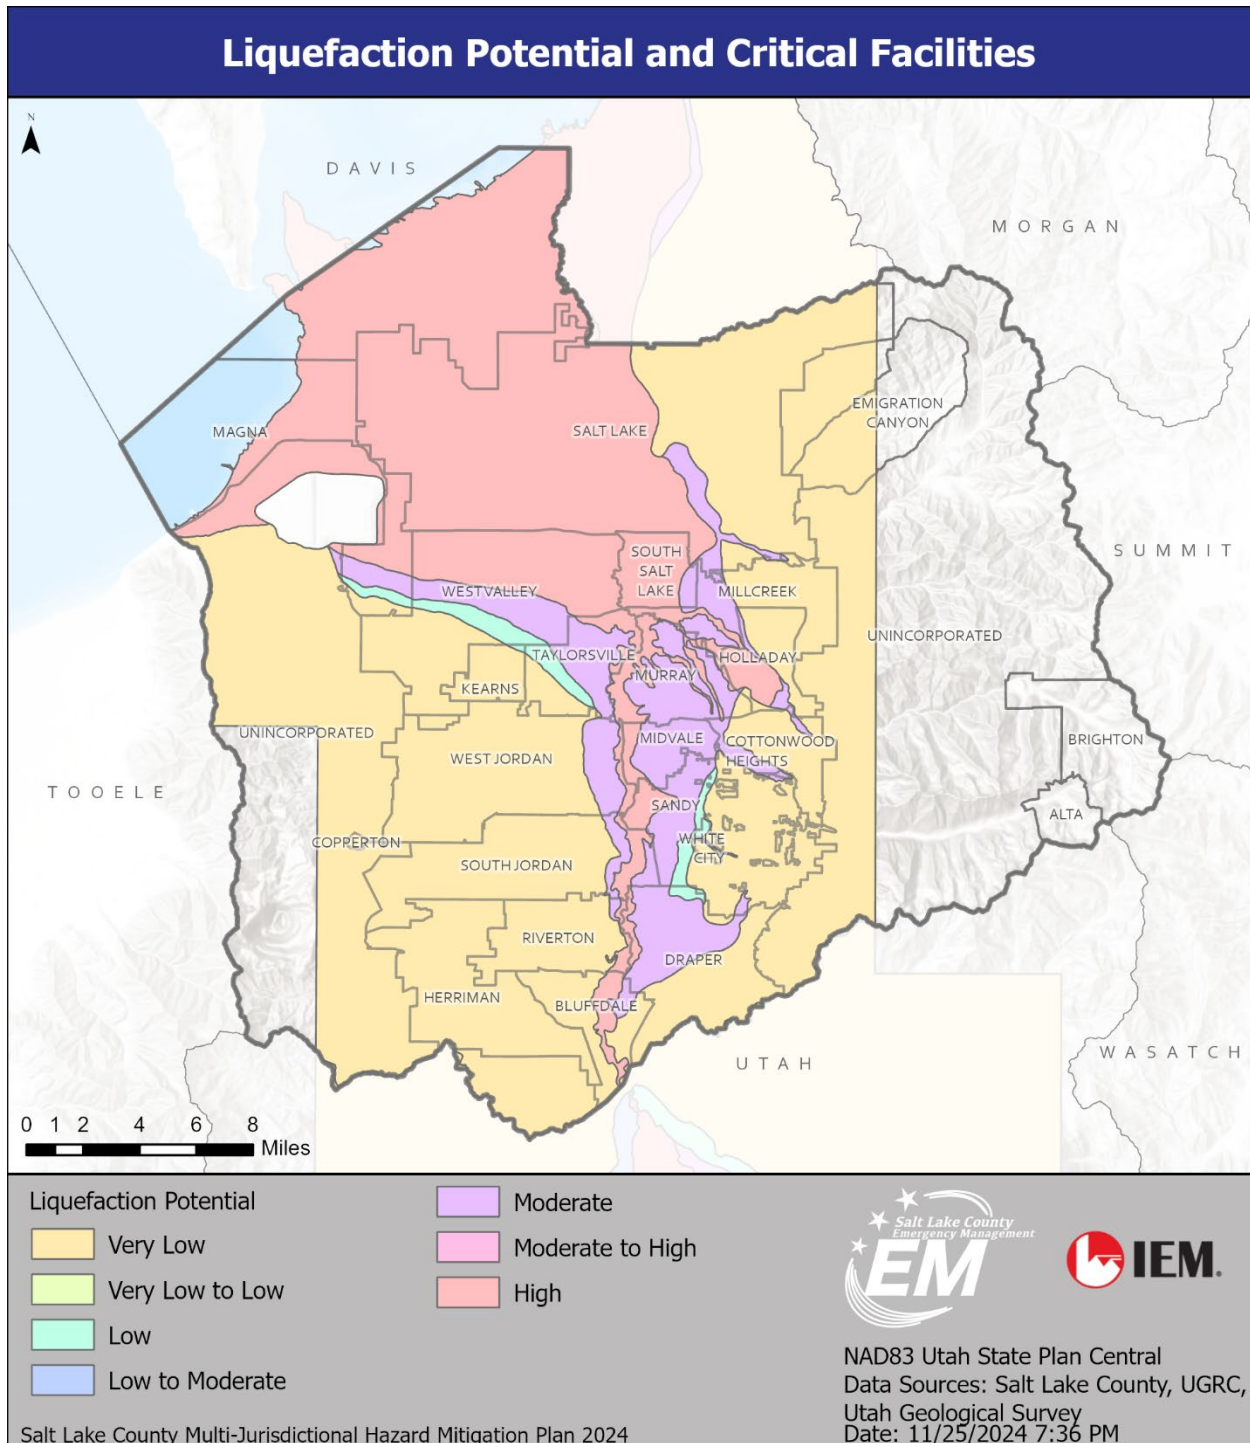 Liquefaction Potential and Critical Facilities
N
DAVIS
MORGAN
EMIGRATION
CANYON
MAGNA
SALT LAKE
SOUTH
SALT
LAKE
SUMMIT
WESTVALLEY
MILLCREEK
UNINCORPORATED
TAYLORSVILLE
HOLLADAY
MURRAY
KEARNS
UNINCORPORATED
MIDVALE
COTTONWOOD
HEIGHTS
BRIGHTON
WEST JORDAN
TOOELE
SANDY
ALTA
COPPERTON
WHITE
CITY
SOUTH JORDAN
RIVERTON
DRAPER
HERRIMAN
BLUFFDALE
UTAH
WASATCH
0 1 2 4 6 8
Miles
Liquefaction Potential
Very Low
Very Low to Low
Low
Low to Moderate
Moderate
Moderate to High
High
Salt Lake County
Emergency Management
EM
IEM.
NAD83 Utah State Plan Central
Data Sources: Salt Lake County, UGRC,
Utah Geological Survey
Date: 11/25/2024 7:36 PM
Salt Lake County Multi-Jurisdictional Hazard Mitigation Plan 2024